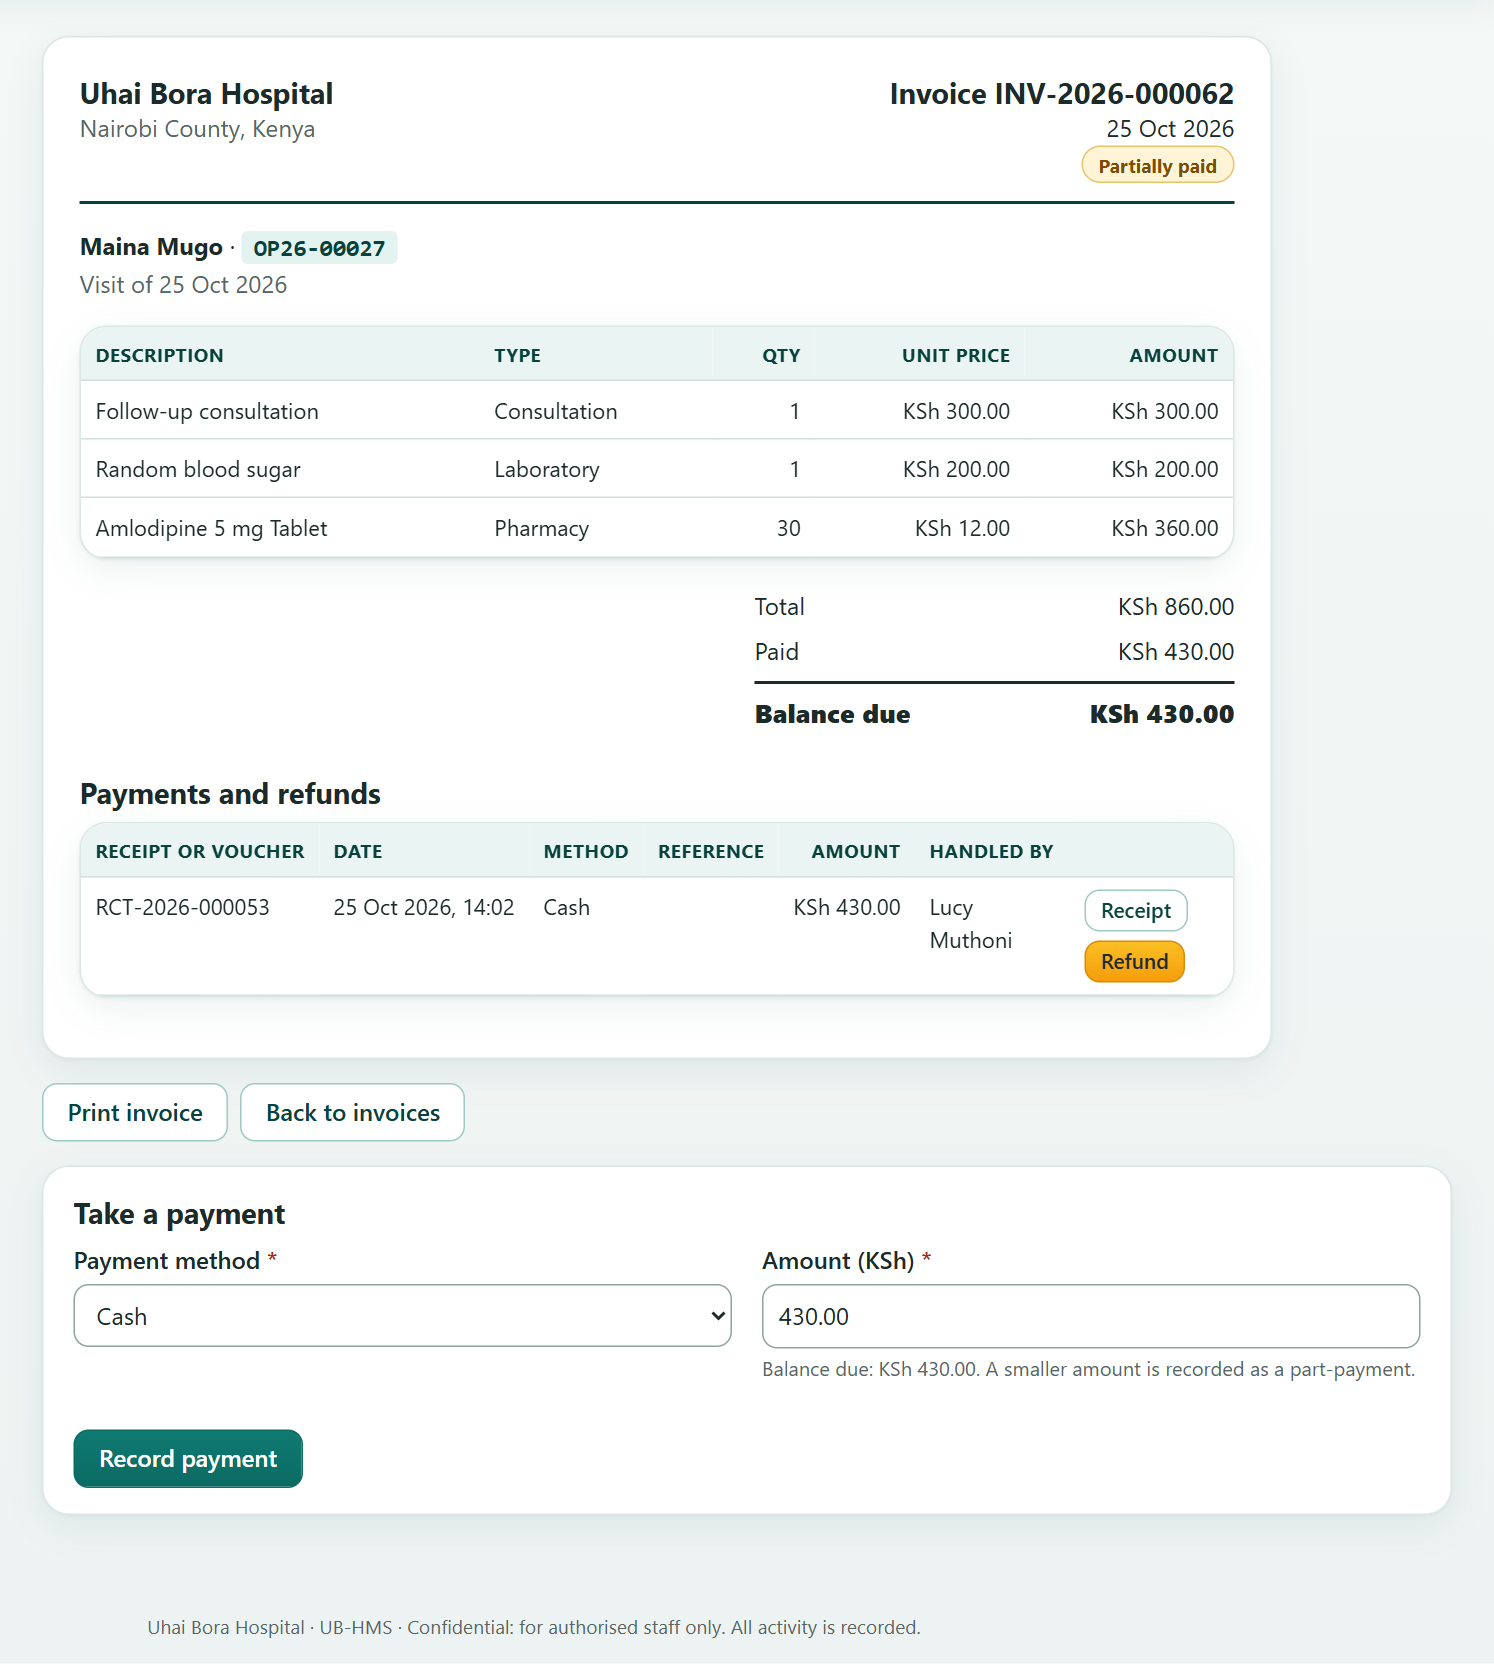 Uhai Bora Hospital
Nairobi County, Kenya
Invoice INV-2026-000062
25 Oct 2026
Partially paid
Maina Mugo · OP26-00027
Visit of 25 Oct 2026
DESCRIPTION TYPE QTY UNIT PRICE AMOUNT
Follow-up consultation Consultation 1 KSh 300.00 KSh 300.00
Random blood sugar Laboratory 1 KSh 200.00 KSh 200.00
Amlodipine 5 mg Tablet Pharmacy 30 KSh 12.00 KSh 360.00
Total KSh 860.00
Paid KSh 430.00
Balance due KSh 430.00
Payments and refunds
RECEIPT OR VOUCHER DATE METHOD REFERENCE AMOUNT HANDLED BY
RCT-2026-000053 25 Oct 2026, 14:02 Cash KSh 430.00 Lucy Muthoni Receipt
Refund
Print invoice Back to invoices
Take a payment
Payment method * Amount (KSh) *
Cash 430.00
Balance due: KSh 430.00. A smaller amount is recorded as a part-payment.
Record payment
Uhai Bora Hospital · UB-HMS · Confidential: for authorised staff only. All activity is recorded.